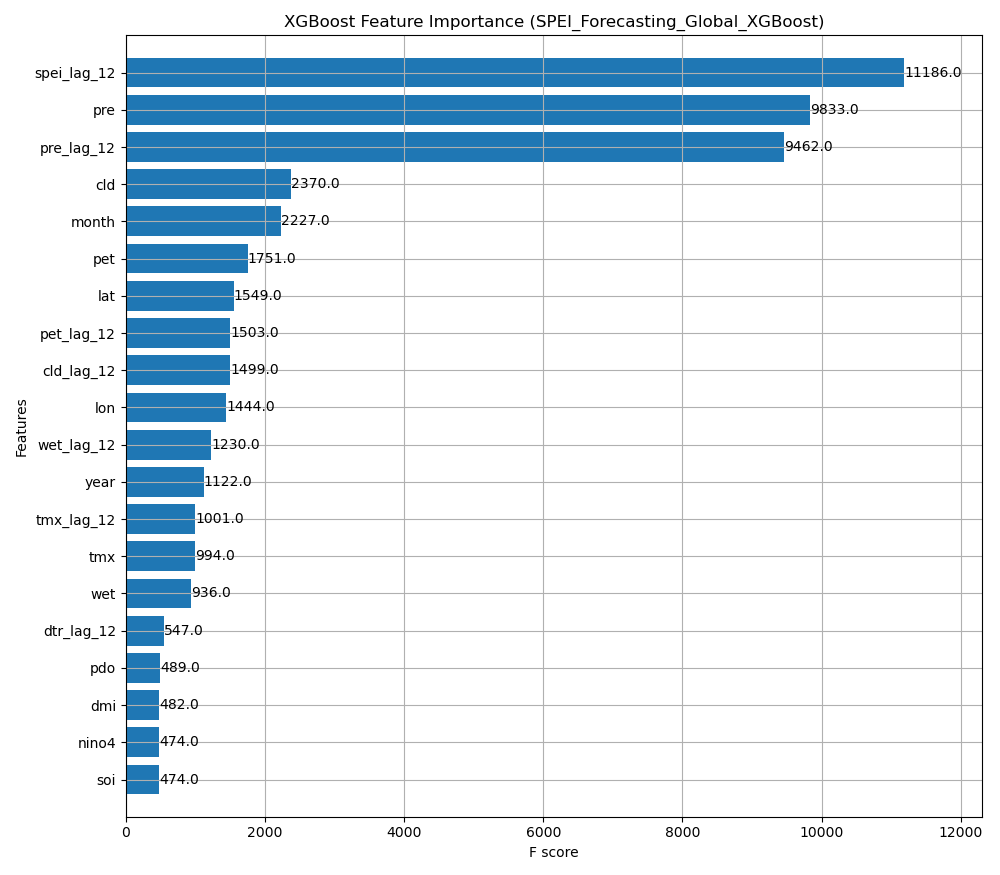 XGBoost Feature Importance (SPEI_Forecasting_Global_XGBoost)
Features
spei_lag_12 11186.0
pre 9833.0
pre_lag_12 9462.0
cld 2370.0
month 2227.0
pet 1751.0
lat 1549.0
pet_lag_12 1503.0
cld_lag_12 1499.0
lon 1444.0
wet_lag_12 1230.0
year 1122.0
tmx_lag_12 1001.0
tmx 994.0
wet 936.0
dtr_lag_12 547.0
pdo 489.0
dmi 482.0
nino4 474.0
soi 474.0
0 2000 4000 6000 8000 10000 12000
F score